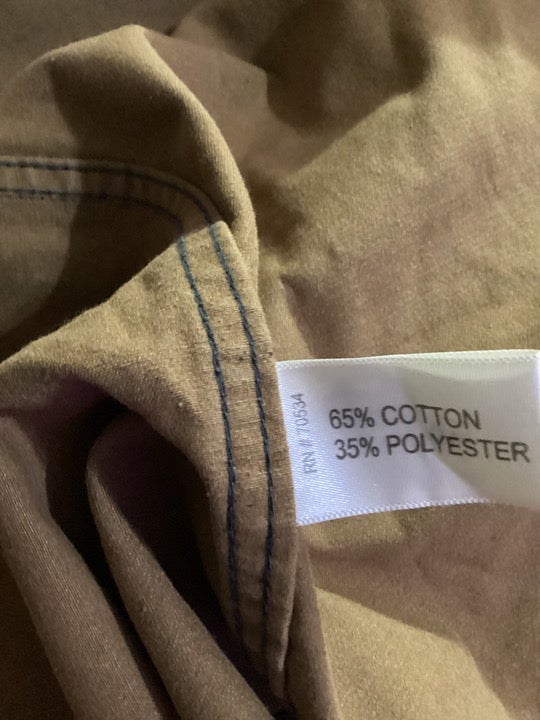 RN # 70534
65% COTTON
35% POLYESTER